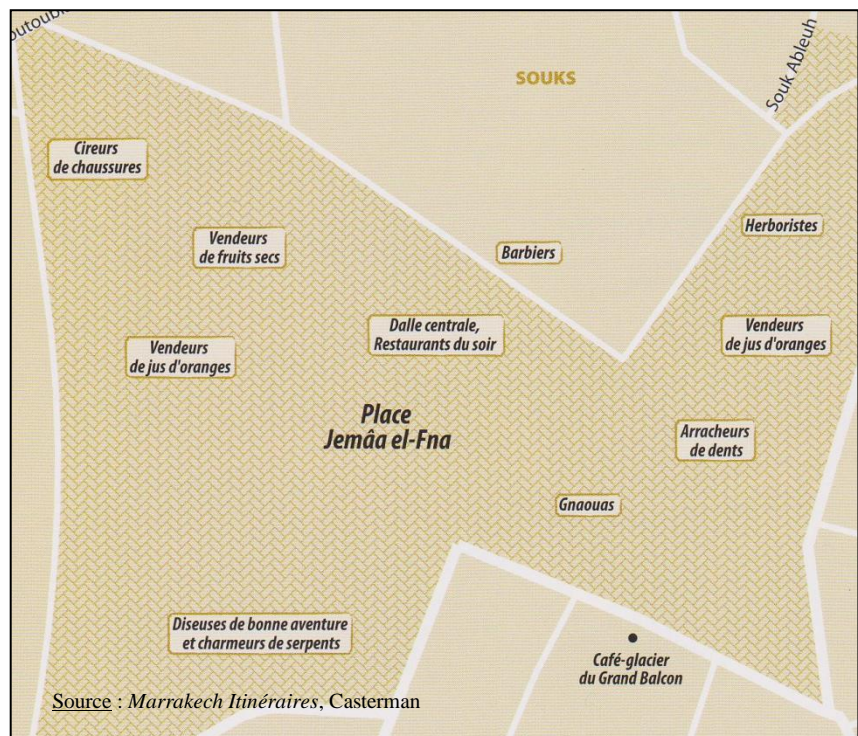 SOUKS
Souk Ableuh
Cireurs
de chaussures
Vendeurs
de fruits secs
Barbiers
Herboristes
Dalle centrale,
Restaurants du soir
Vendeurs
de jus d'oranges
Vendeurs
de jus d'oranges
Place
Jemâa el-Fna
Arracheurs
de dents
Gnaouas
Diseuses de bonne aventure
et charmeurs de serpents
Café-glacier
du Grand Balcon
Source : Marrakech Itinéraires, Casterman